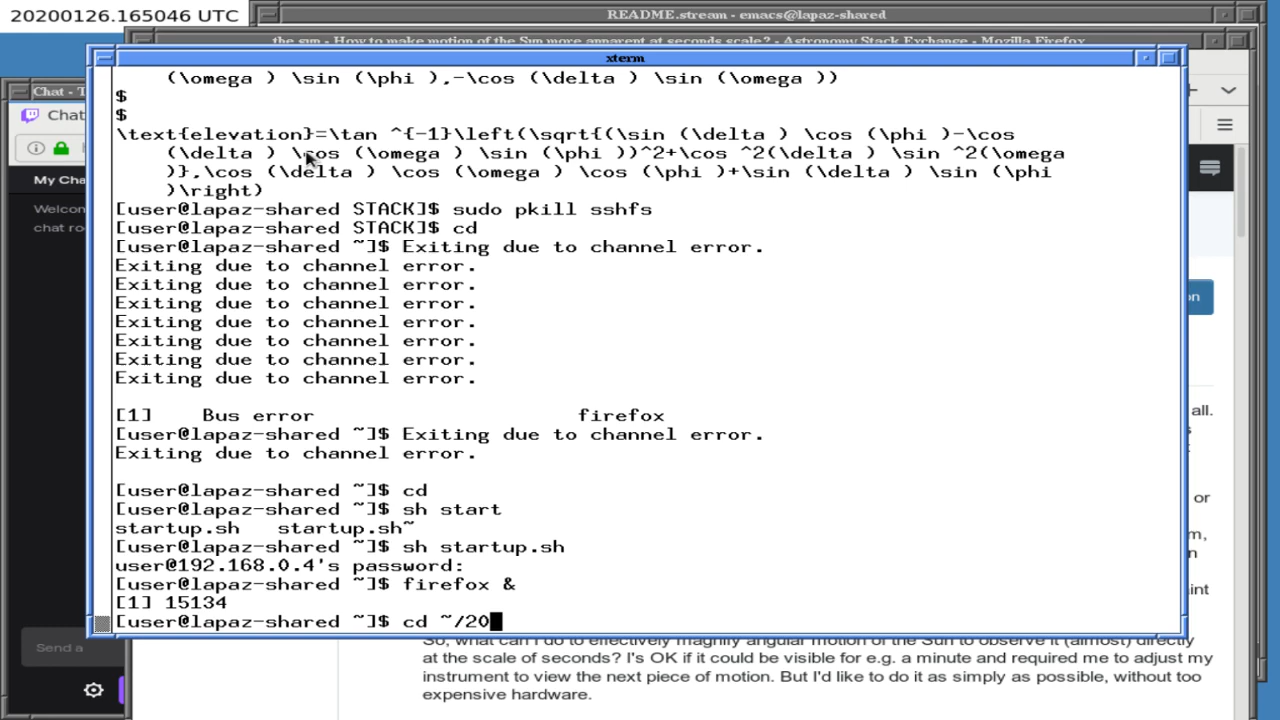 20200126.165046 UTC
README.stream - emacs@lapaz-shared
the sun - How to make motion of the Sun more apparent at seconds scale? - Astronomy Stack Exchange - Mozilla Firefox
xterm
(\omega ) \sin (\phi ),-\cos (\delta ) \sin (\omega ))
$
$
\text{elevation}=\tan ^{-1}\left(\sqrt{(\sin (\delta ) \cos (\phi )-\cos
(\delta ) \cos (\omega ) \sin (\phi ))^2+\cos ^2(\delta ) \sin ^2(\omega
)},\cos (\delta ) \cos (\omega ) \cos (\phi )+\sin (\delta ) \sin (\phi
)\right)
[user@lapaz-shared STACK]$ sudo pkill sshfs
[user@lapaz-shared STACK]$ cd
[user@lapaz-shared ~]$ Exiting due to channel error.
Exiting due to channel error.
Exiting due to channel error.
Exiting due to channel error.
Exiting due to channel error.
Exiting due to channel error.
Exiting due to channel error.
Exiting due to channel error.
[1]    Bus error                     firefox
[user@lapaz-shared ~]$ Exiting due to channel error.
Exiting due to channel error.
[user@lapaz-shared ~]$ cd
[user@lapaz-shared ~]$ sh start
startup.sh   startup.sh~
[user@lapaz-shared ~]$ sh startup.sh
user@192.168.0.4's password:
[user@lapaz-shared ~]$ firefox &
[1] 15134
[user@lapaz-shared ~]$ cd ~/20
Chat - T
Chat
My Cha
Welcon
chat ro
Send a
on
all.
or
So, what can I do to effectively magnify angular motion of the Sun to observe it (almost) directly
at the scale of seconds? I's OK if it could be visible for e.g. a minute and required me to adjust my
instrument to view the next piece of motion. But I'd like to do it as simply as possible, without too
expensive hardware.